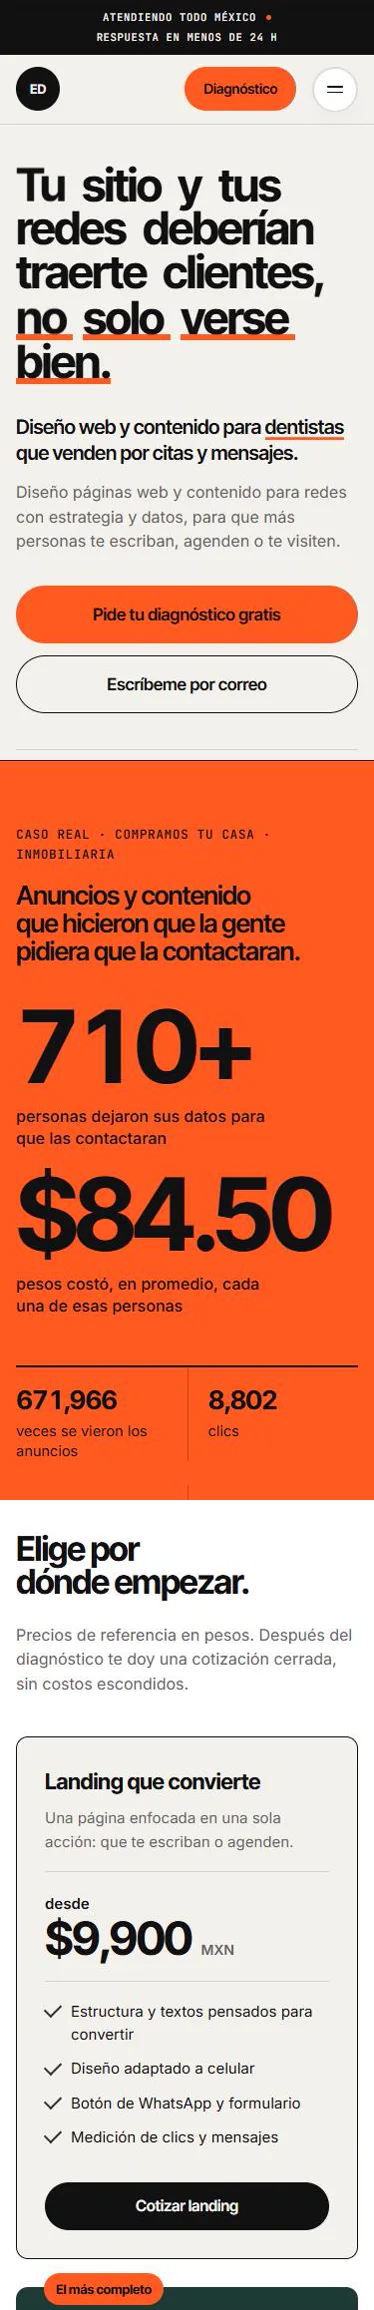 ATENDIENDO TODO MÉXICO
RESPUESTA EN MENOS DE 24 H
ED
Diagnóstico
Tu sitio y tus
redes deberían
traerte clientes,
no solo verse
bien.
Diseño web y contenido para dentistas
que venden por citas y mensajes.
Diseño páginas web y contenido para redes
con estrategia y datos, para que más
personas te escriban, agenden o te visiten.
Pide tu diagnóstico gratis
Escríbeme por correo
CASO REAL · COMPRAMOS TU CASA ·
INMOBILIARIA
Anuncios y contenido
que hicieron que la gente
pidiera que la contactaran.
710+
personas dejaron sus datos para
que las contactaran
$84.50
pesos costó, en promedio, cada
una de esas personas
671,966
veces se vieron los
anuncios
8,802
clics
Elige por
dónde empezar.
Precios de referencia en pesos. Después del
diagnóstico te doy una cotización cerrada,
sin costos escondidos.
Landing que convierte
Una página enfocada en una sola
acción: que te escriban o agenden.
desde
$9,900 MXN
Estructura y textos pensados para
convertir
Diseño adaptado a celular
Botón de WhatsApp y formulario
Medición de clics y mensajes
Cotizar landing
El más completo